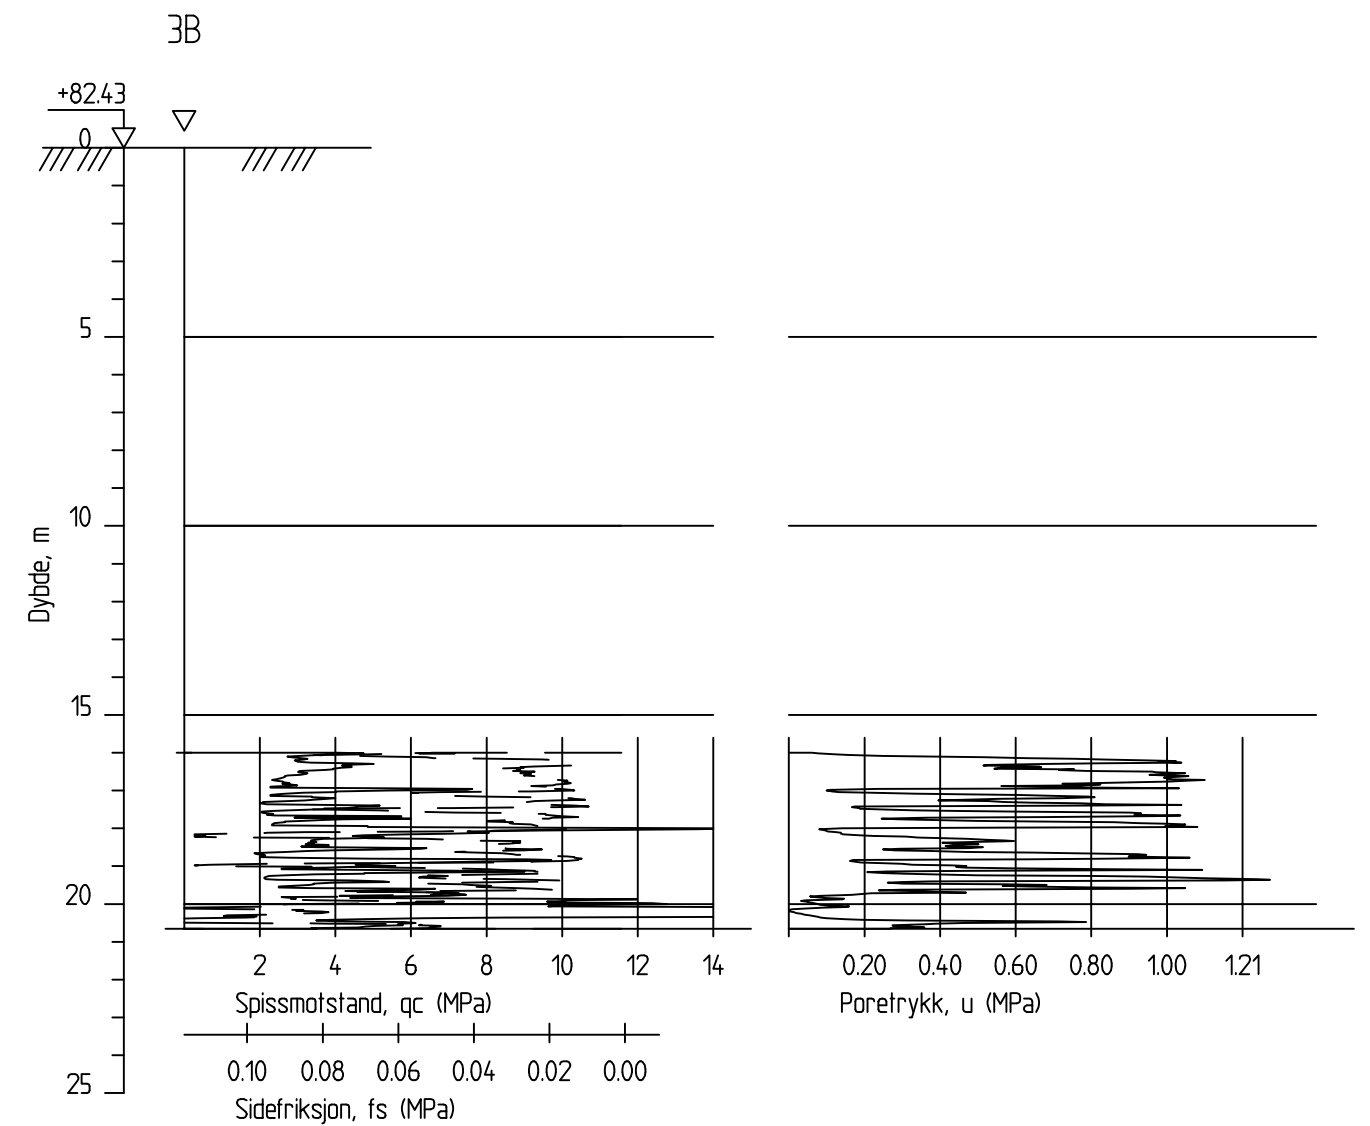 3B
+82.43
0
5
10
15
20
25
Dybde, m
2 4 6 8 10 12 14
Spissmotstand, qc (MPa)
0.10 0.08 0.06 0.04 0.02 0.00
Sidefriksjon, fs (MPa)
0.20 0.40 0.60 0.80 1.00 1.21
Poretrykk, u (MPa)